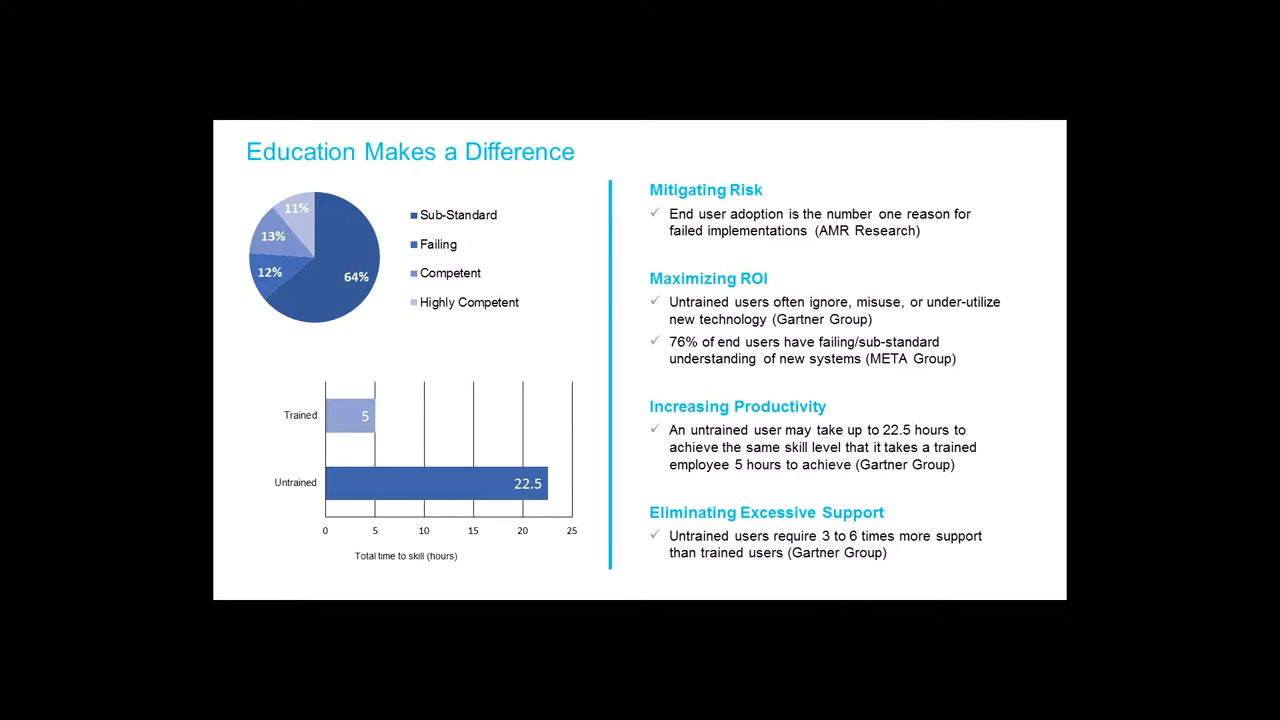 Education Makes a Difference
11%
13%
12%
64%
Sub-Standard
Failing
Competent
Highly Competent
Trained
5
Untrained
22.5
0 5 10 15 20 25
Total time to skill (hours)
Mitigating Risk
✓ End user adoption is the number one reason for
failed implementations (AMR Research)
Maximizing ROI
✓ Untrained users often ignore, misuse, or under-utilize
new technology (Gartner Group)
✓ 76% of end users have failing/sub-standard
understanding of new systems (META Group)
Increasing Productivity
✓ An untrained user may take up to 22.5 hours to
achieve the same skill level that it takes a trained
employee 5 hours to achieve (Gartner Group)
Eliminating Excessive Support
✓ Untrained users require 3 to 6 times more support
than trained users (Gartner Group)